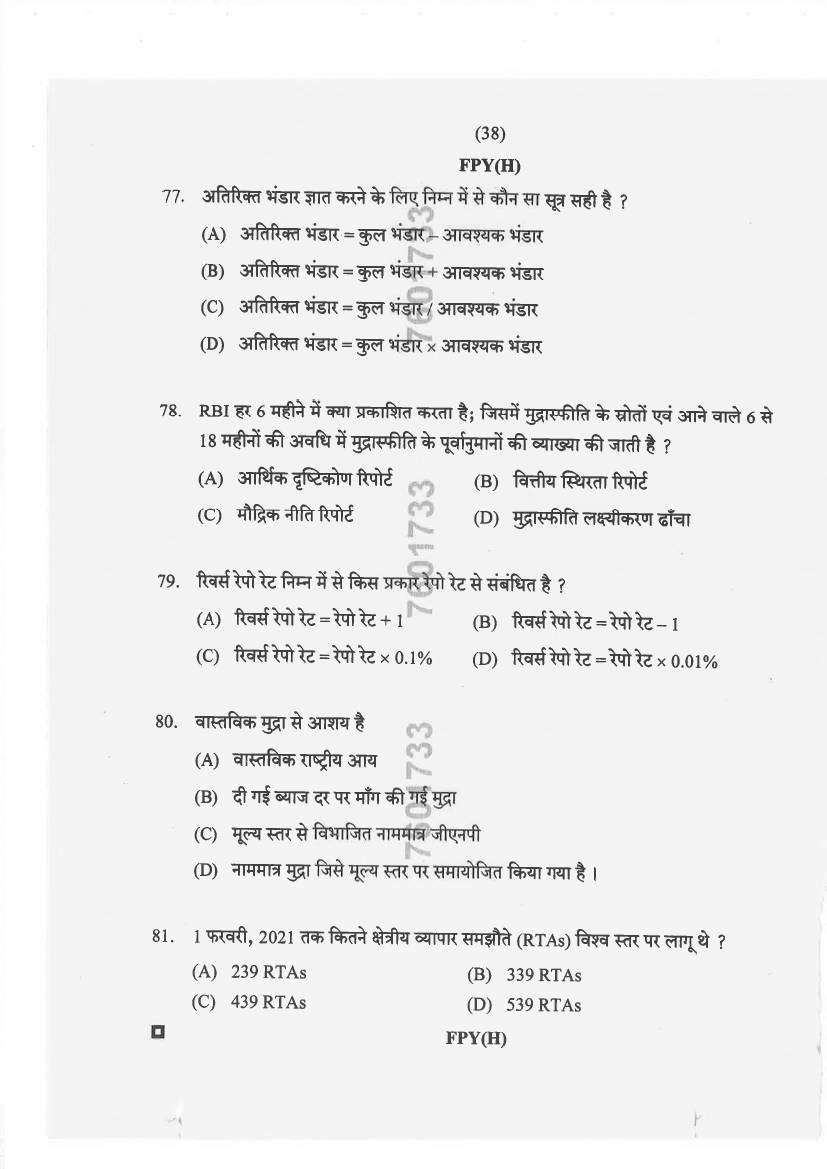 (38)
FPY(H)
77. अतिरिक्त भंडार ज्ञात करने के लिए निम्न में से कौन सा सूत्र सही है ?
(A) अतिरिक्त भंडार = कुल भंडार – आवश्यक भंडार
(B) अतिरिक्त भंडार = कुल भंडार + आवश्यक भंडार
(C) अतिरिक्त भंडार = कुल भंडार / आवश्यक भंडार
(D) अतिरिक्त भंडार = कुल भंडार × आवश्यक भंडार
7601733
78. RBI हर 6 महीने में क्या प्रकाशित करता है; जिसमें मुद्रास्फीति के स्रोतों एवं आने वाले 6 से
18 महीनों की अवधि में मुद्रास्फीति के पूर्वानुमानों की व्याख्या की जाती है ?
(A) आर्थिक दृष्टिकोण रिपोर्ट (B) वित्तीय स्थिरता रिपोर्ट
(C) मौद्रिक नीति रिपोर्ट (D) मुद्रास्फीति लक्ष्यीकरण ढाँचा
7601733
79. रिवर्स रेपो रेट निम्न में से किस प्रकार रेपो रेट से संबंधित है ?
(A) रिवर्स रेपो रेट = रेपो रेट + 1 (B) रिवर्स रेपो रेट = रेपो रेट – 1
(C) रिवर्स रेपो रेट = रेपो रेट × 0.1% (D) रिवर्स रेपो रेट = रेपो रेट × 0.01%
80. वास्तविक मुद्रा से आशय है
(A) वास्तविक राष्ट्रीय आय
(B) दी गई ब्याज दर पर माँग की गई मुद्रा
(C) मूल्य स्तर से विभाजित नाममात्र जीएनपी
(D) नाममात्र मुद्रा जिसे मूल्य स्तर पर समायोजित किया गया है ।
7601733
81. 1 फरवरी, 2021 तक कितने क्षेत्रीय व्यापार समझौते (RTAs) विश्व स्तर पर लागू थे ?
(A) 239 RTAs (B) 339 RTAs
(C) 439 RTAs (D) 539 RTAs
FPY(H)